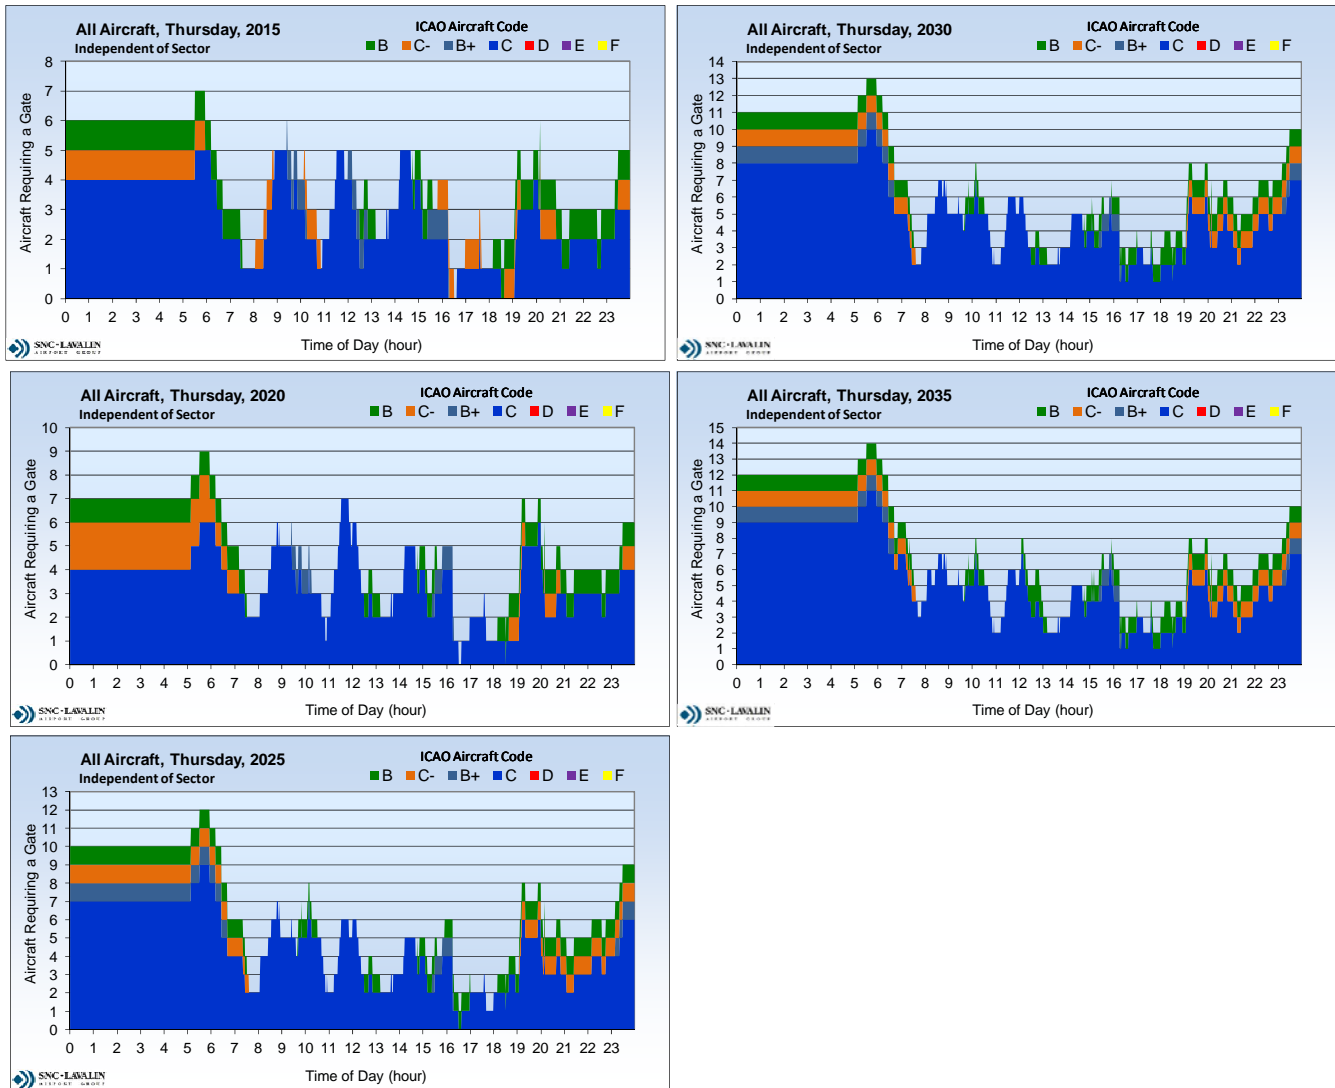 All Aircraft, Thursday, 2015
Independent of Sector
ICAO Aircraft Code
B C- B+ C D E F
Aircraft Requiring a Gate
8
7
6
5
4
3
2
1
0
0 1 2 3 4 5 6 7 8 9 10 11 12 13 14 15 16 17 18 19 20 21 22 23
Time of Day (hour)
SNC·LAVALIN
AIRPORT GROUP
All Aircraft, Thursday, 2030
Independent of Sector
ICAO Aircraft Code
B C- B+ C D E F
Aircraft Requiring a Gate
14
13
12
11
10
9
8
7
6
5
4
3
2
1
0
0 1 2 3 4 5 6 7 8 9 10 11 12 13 14 15 16 17 18 19 20 21 22 23
Time of Day (hour)
SNC·LAVALIN
AIRPORT GROUP
All Aircraft, Thursday, 2020
Independent of Sector
ICAO Aircraft Code
B C- B+ C D E F
Aircraft Requiring a Gate
10
9
8
7
6
5
4
3
2
1
0
0 1 2 3 4 5 6 7 8 9 10 11 12 13 14 15 16 17 18 19 20 21 22 23
Time of Day (hour)
SNC·LAVALIN
AIRPORT GROUP
All Aircraft, Thursday, 2035
Independent of Sector
ICAO Aircraft Code
B C- B+ C D E F
Aircraft Requiring a Gate
15
14
13
12
11
10
9
8
7
6
5
4
3
2
1
0
0 1 2 3 4 5 6 7 8 9 10 11 12 13 14 15 16 17 18 19 20 21 22 23
Time of Day (hour)
SNC·LAVALIN
AIRPORT GROUP
All Aircraft, Thursday, 2025
Independent of Sector
ICAO Aircraft Code
B C- B+ C D E F
Aircraft Requiring a Gate
13
12
11
10
9
8
7
6
5
4
3
2
1
0
0 1 2 3 4 5 6 7 8 9 10 11 12 13 14 15 16 17 18 19 20 21 22 23
Time of Day (hour)
SNC·LAVALIN
AIRPORT GROUP